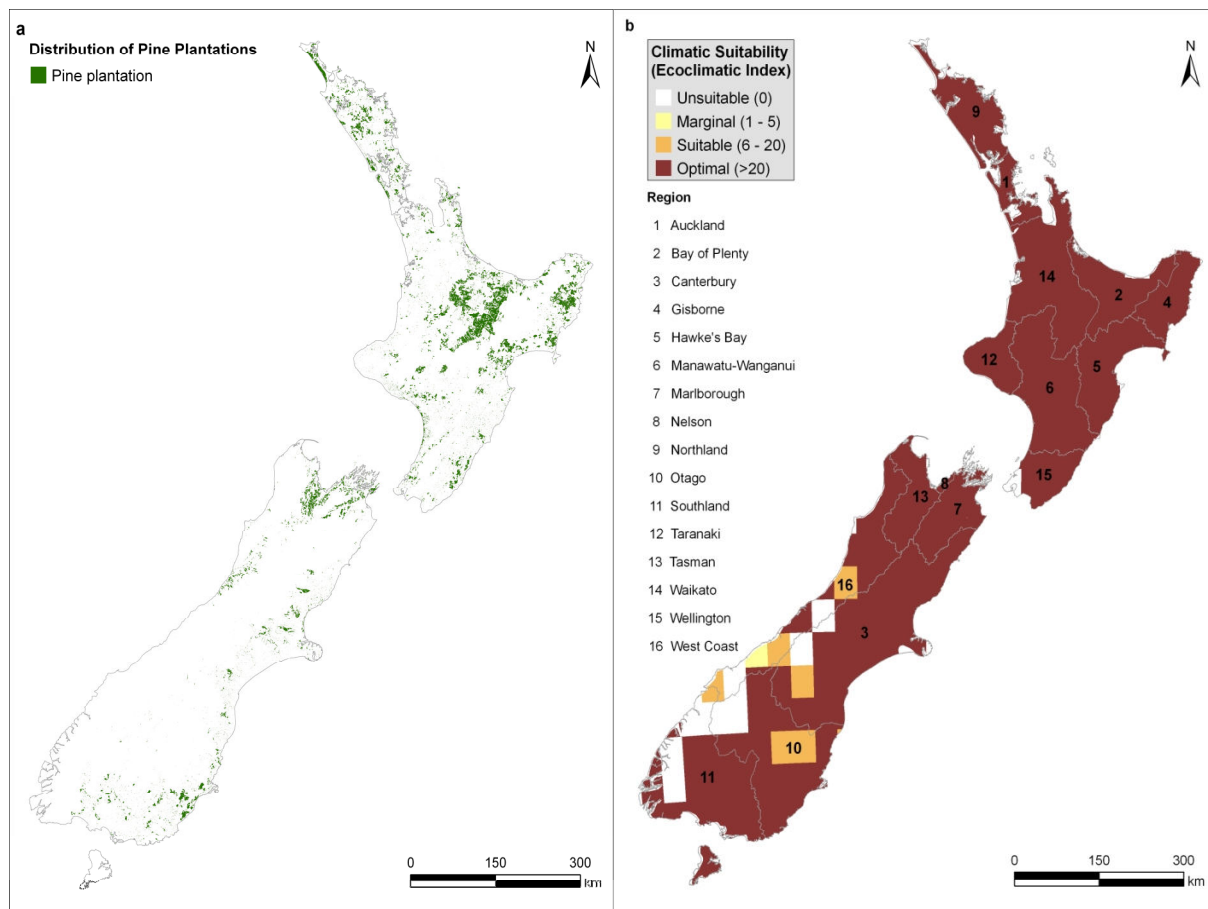 a
Distribution of Pine Plantations
Pine plantation
N
0 150 300
km
b
Climatic Suitability
(Ecoclimatic Index)
Unsuitable (0)
Marginal (1 - 5)
Suitable (6 - 20)
Optimal (>20)
N
Region
1 Auckland
2 Bay of Plenty
3 Canterbury
4 Gisborne
5 Hawke's Bay
6 Manawatu-Wanganui
7 Marlborough
8 Nelson
9 Northland
10 Otago
11 Southland
12 Taranaki
13 Tasman
14 Waikato
15 Wellington
16 West Coast
9
1
14
2
4
12
5
6
15
8
13
7
16
3
10
11
0 150 300
km